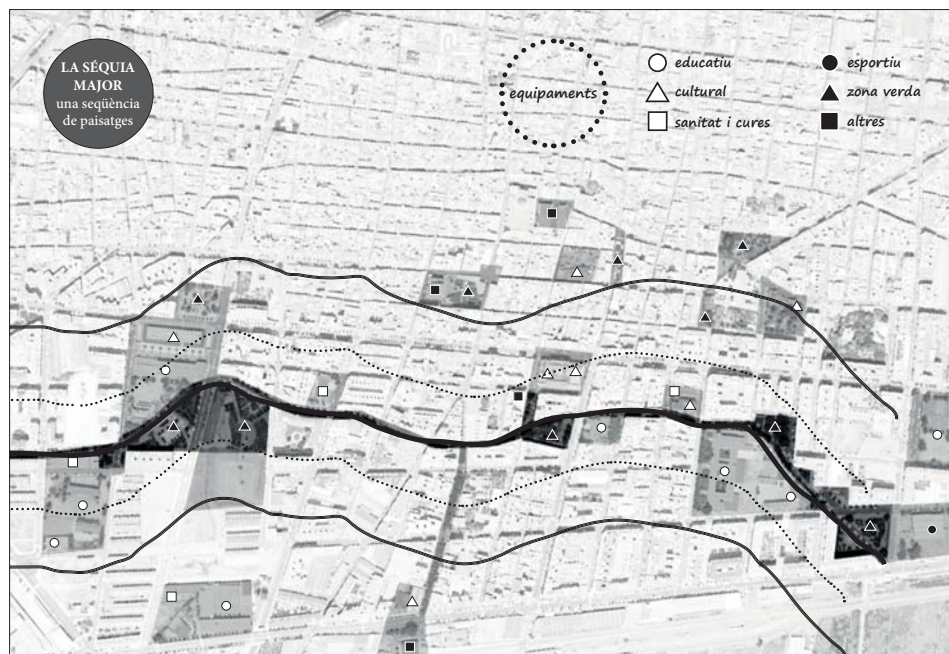 LA SÉQUIA
MAJOR
una seqüència
de paisatges
equipaments
educatiu
cultural
sanitat i cures
esportiu
zona verda
altres